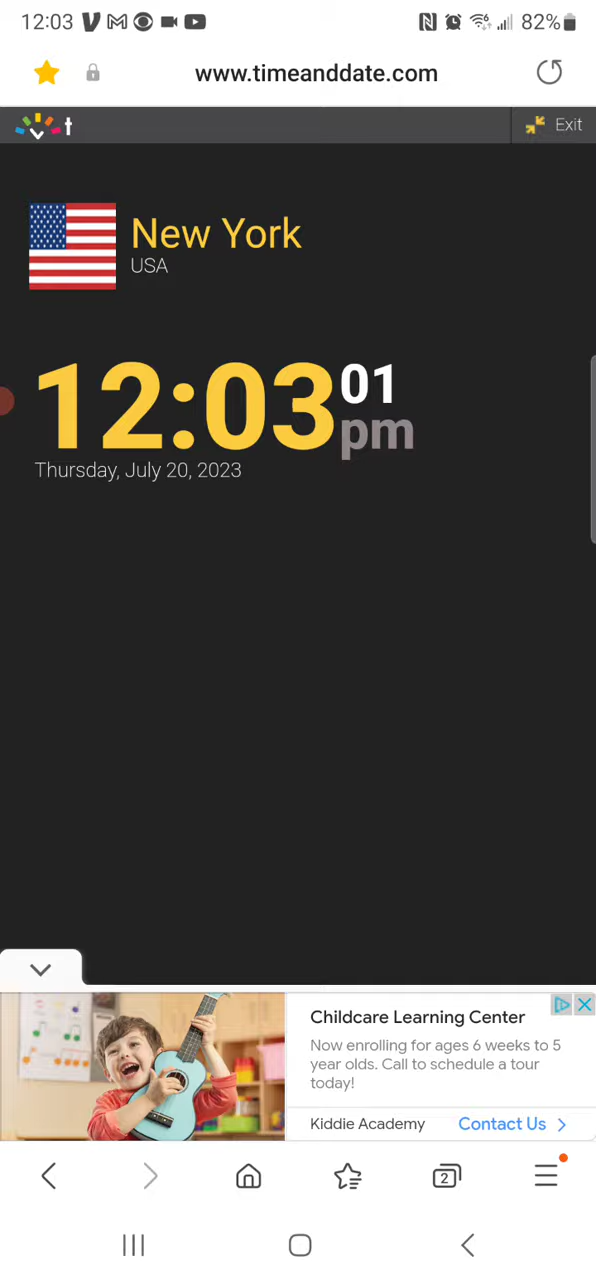 12:03 82%
www.timeanddate.com
t Exit
New York
USA
12:03 01
pm
Thursday, July 20, 2023
Childcare Learning Center
Now enrolling for ages 6 weeks to 5
year olds. Call to schedule a tour
today!
Kiddie Academy Contact Us
2